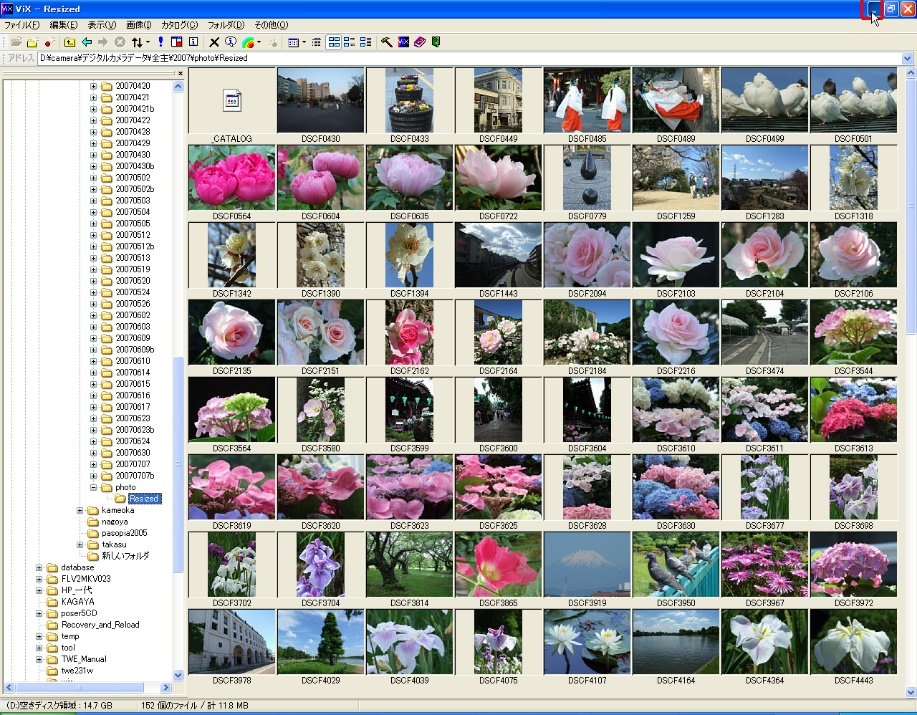 ViX - Resized
ファイル(F) 編集(E) 表示(V) 画像(I) カタログ(C) フォルダ(D) その他(O)
アドレス D:¥camera¥デジタルカメラデータ¥全主¥2007¥photo¥Resized
20070420
20070421
20070421b
20070422
20070428
20070429
20070430
20070430b
20070502
20070502b
20070503
20070504
20070505
20070512
20070512b
20070513
20070519
20070520
20070524
20070526
20070602
20070603
20070609
20070609b
20070610
20070614
20070615
20070616
20070617
20070623
20070623b
20070624
20070630
20070707
20070707b
photo
Resized
kameoka
nagoya
pasopia2005
takasu
新しいフォルダ
database
FLV2MKV023
HP_一代
KAGAYA
poser5CD
Recovery_and_Reload
temp
tool
TWE_Manual
twe231w
_CATALOG DSCF0430 DSCF0433 DSCF0449 DSCF0485 DSCF0489 DSCF0499 DSCF0501
DSCF0564 DSCF0604 DSCF0635 DSCF0722 DSCF0779 DSCF1259 DSCF1283 DSCF1318
DSCF1342 DSCF1390 DSCF1394 DSCF1443 DSCF2094 DSCF2103 DSCF2104 DSCF2106
DSCF2135 DSCF2151 DSCF2162 DSCF2164 DSCF2184 DSCF2216 DSCF3474 DSCF3544
DSCF3564 DSCF3580 DSCF3599 DSCF3600 DSCF3604 DSCF3610 DSCF3611 DSCF3613
DSCF3619 DSCF3620 DSCF3623 DSCF3625 DSCF3628 DSCF3630 DSCF3677 DSCF3698
DSCF3702 DSCF3704 DSCF3814 DSCF3865 DSCF3919 DSCF3950 DSCF3967 DSCF3972
DSCF3978 DSCF4029 DSCF4039 DSCF4075 DSCF4107 DSCF4164 DSCF4364 DSCF4443
(D:)空きディスク領域 : 14.7 GB 152 個のファイル / 計 11.8 MB